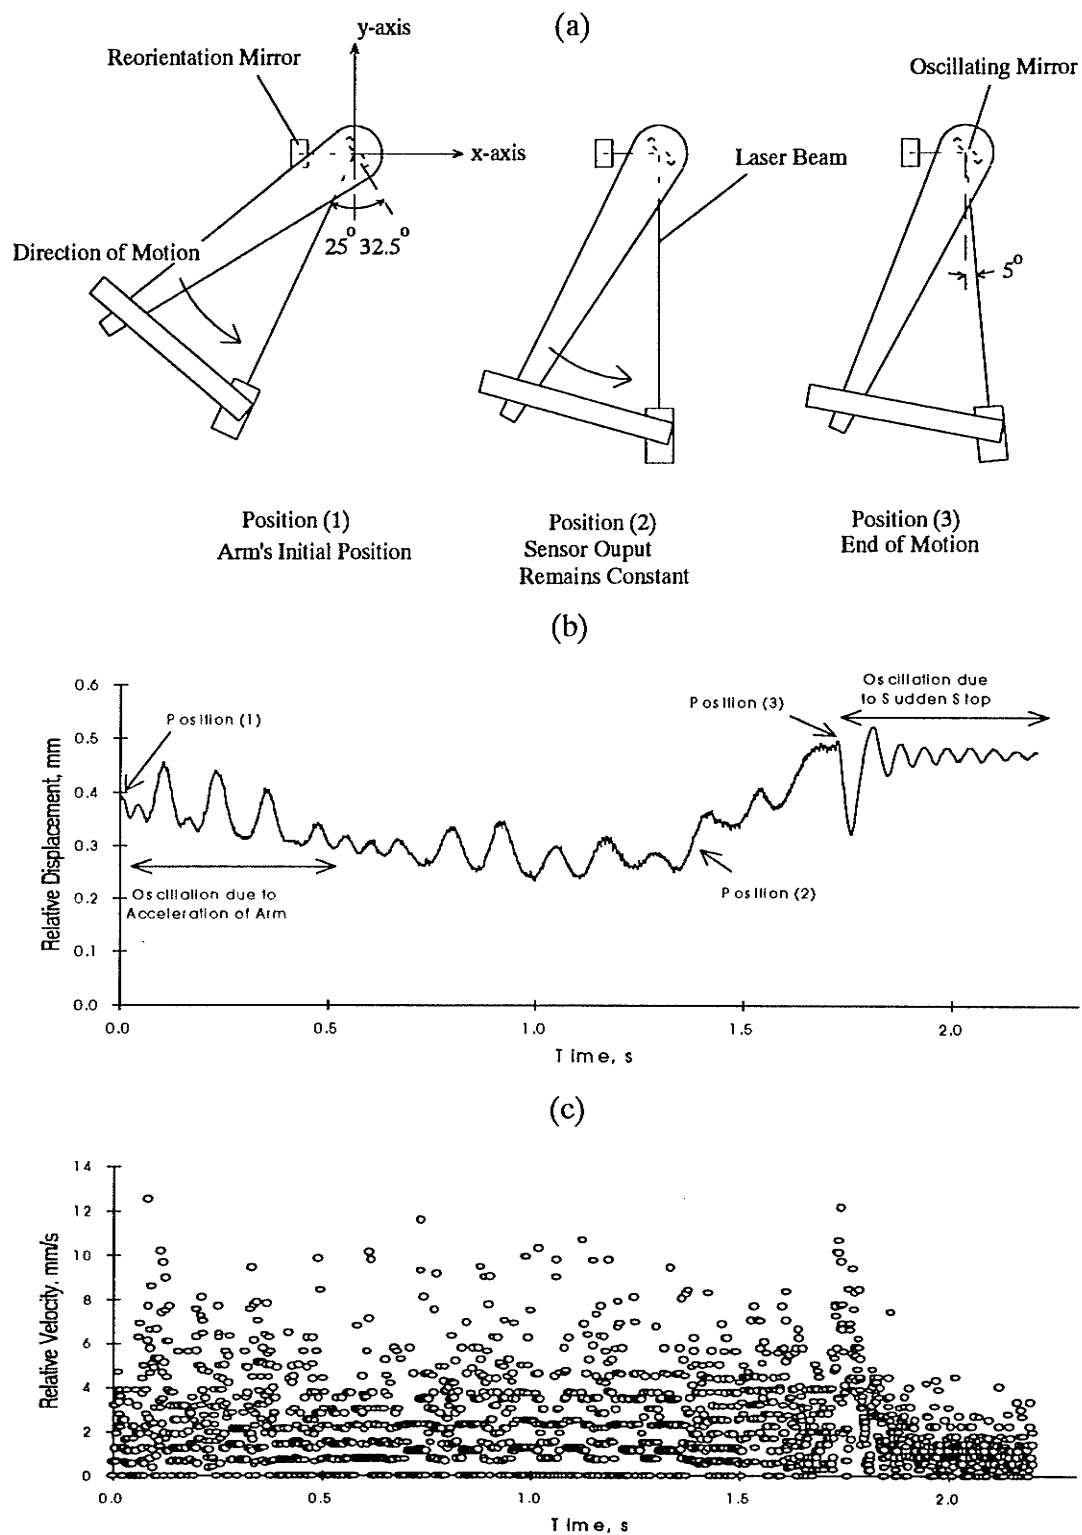 (a)
y-axis
Reorientation Mirror
Oscillating Mirror
x-axis
Laser Beam
25° 32.5°
Direction of Motion
5°
Position (1)
Arm's Initial Position
Position (2)
Sensor Ouput
Remains Constant
Position (3)
End of Motion
(b)
Relative Displacement, mm
0.6
0.5
0.4
0.3
0.2
0.1
0.0
Position (1)
Oscillation due to
Acceleration of Arm
Position (3)
Oscillation due
to Sudden Stop
Position (2)
0.0 0.5 1.0 1.5 2.0
Time, s
(c)
Relative Velocity, mm/s
14
12
10
8
6
4
2
0
0.0 0.5 1.0 1.5 2.0
Time, s